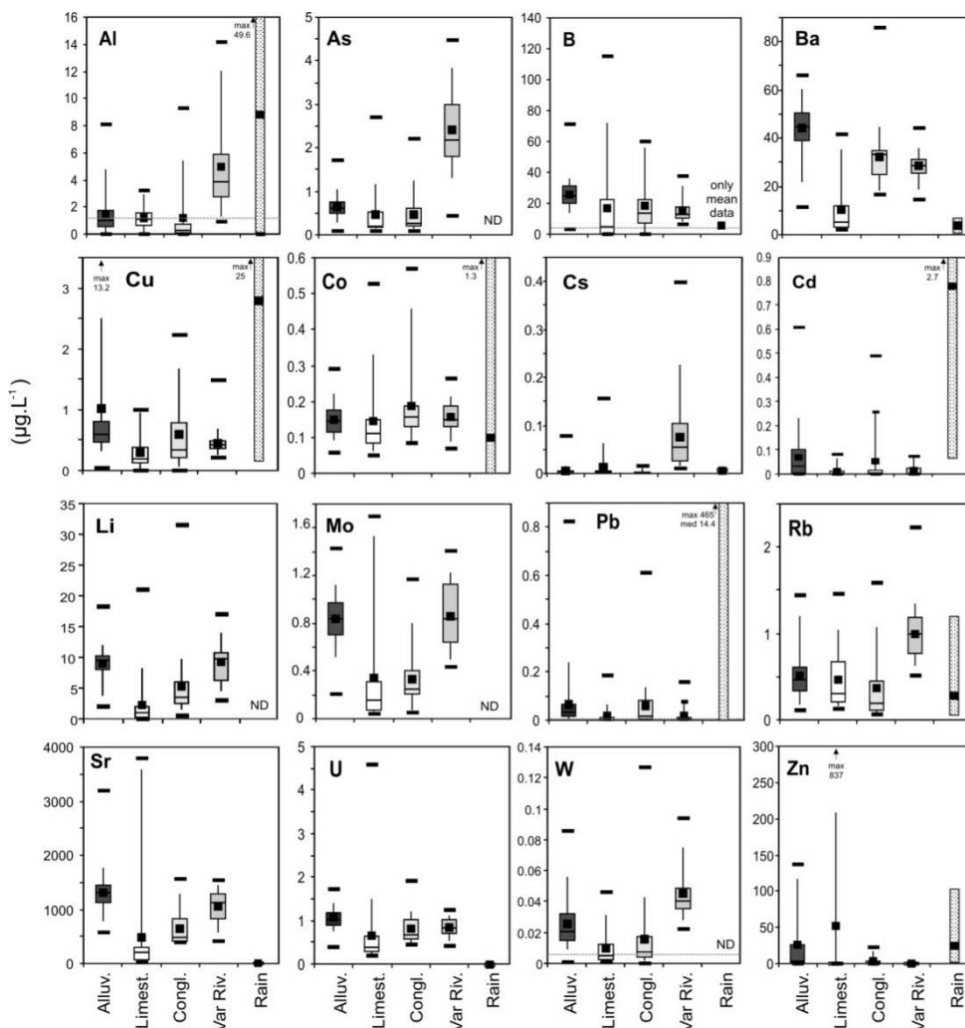 Al
max
49.6
16
14
12
10
8
6
4
2
0
As
5
4
3
2
1
0
ND
B
140
120
100
80
60
40
20
0
only
mean
data
Ba
80
60
40
20
0
Cu
max
13.2
max
25
3
2
1
0
Co
max
1.3
0.6
0.5
0.4
0.3
0.2
0.1
0.0
Cs
0.4
0.3
0.2
0.1
0
Cd
max
2.7
0.9
0.8
0.7
0.6
0.5
0.4
0.3
0.2
0.1
0.0
(µg.L⁻¹)
Li
35
30
25
20
15
10
5
0
ND
Mo
1.6
1.2
0.8
0.4
0
ND
Pb
max 465
med 14.4
0.8
0.6
0.4
0.2
0
Rb
2
1
0
Sr
4000
3000
2000
1000
0
U
5
4
3
2
1
0
W
0.14
0.12
0.1
0.08
0.06
0.04
0.02
0.00
ND
Zn
max
837
300
250
200
150
100
50
0
Alluv.
Limest.
Congl.
Var Riv.
Rain
Alluv.
Limest.
Congl.
Var Riv.
Rain
Alluv.
Limest.
Congl.
Var Riv.
Rain
Alluv.
Limest.
Congl.
Var Riv.
Rain